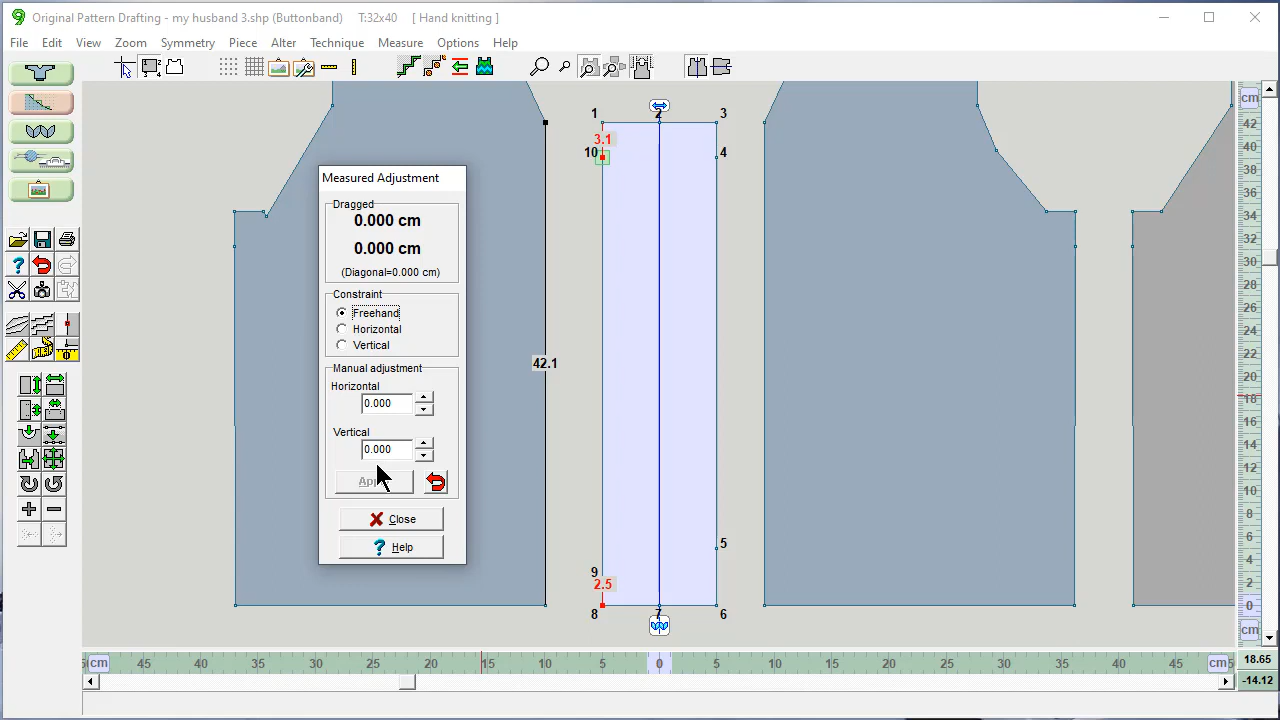 Original Pattern Drafting - my husband 3.shp (Buttonband) T:32x40 [ Hand knitting ]
File Edit View Zoom Symmetry Piece Alter Technique Measure Options Help
1 2 3
3.1
10 4
42.1
5
9
2.5
8 7 6
Measured Adjustment
Dragged
0.000 cm
0.000 cm
(Diagonal=0.000 cm)
Constraint
Freehand
Horizontal
Vertical
Manual adjustment
Horizontal
0.000
Vertical
0.000
Close
? Help
cm
42
40
38
36
34
32
30
28
26
24
22
20
18
16
14
12
10
8
6
4
2
0
cm
cm 45 40 35 30 25 20 15 10 5 0 5 10 15 20 25 30 35 40 45 cm
18.65
-14.12